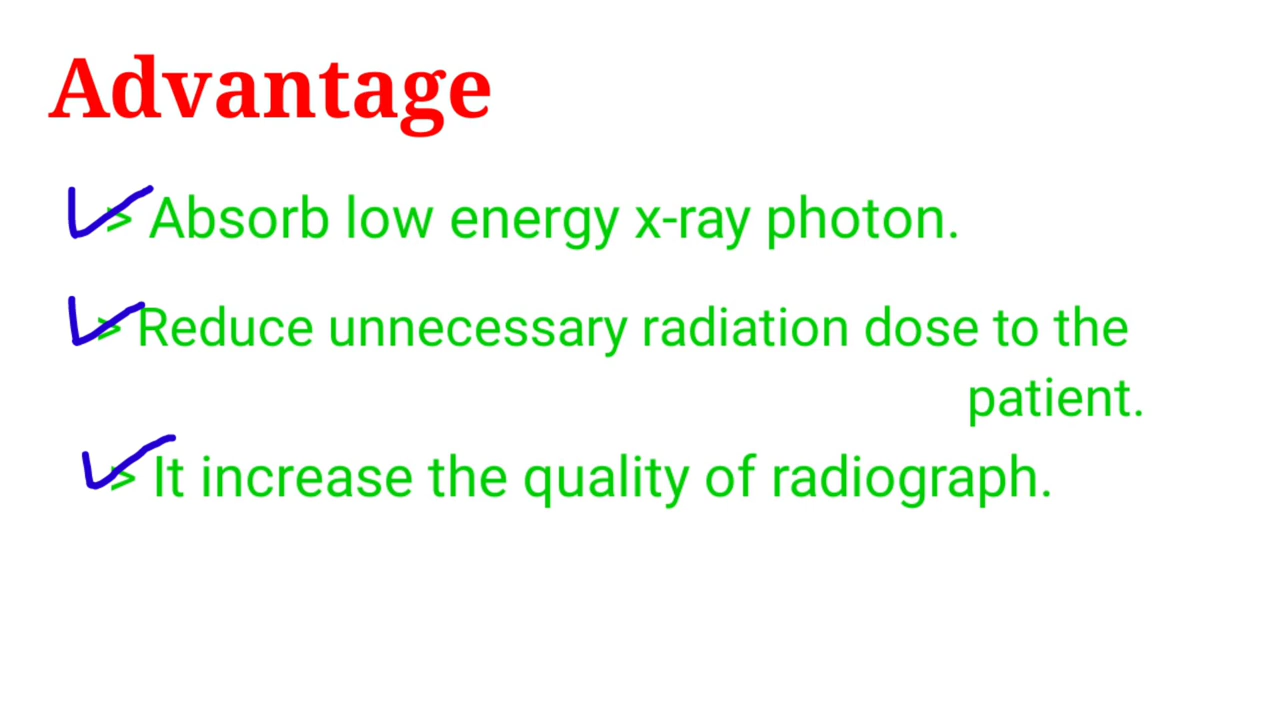 Advantage
> Absorb low energy x-ray photon.
> Reduce unnecessary radiation dose to the
patient.
> It increase the quality of radiograph.